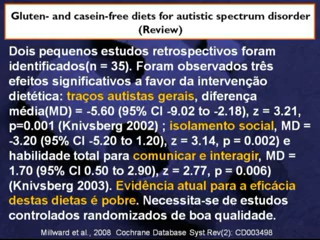 Gluten- and casein-free diets for autistic spectrum disorder
(Review)
Dois pequenos estudos retrospectivos foram
identificados(n = 35). Foram observados três
efeitos significativos a favor da intervenção
dietética: traços autistas gerais, diferença
média(MD) = -5.60 (95% CI -9.02 to -2.18), z = 3.21,
p=0.001 (Knivsberg 2002) ; isolamento social, MD =
-3.20 (95% CI -5.20 to 1.20), z = 3.14, p = 0.002) e
habilidade total para comunicar e interagir, MD =
1.70 (95% CI 0.50 to 2.90), z = 2.77, p = 0.006)
(Knivsberg 2003). Evidência atual para a eficácia
destas dietas é pobre. Necessita-se de estudos
controlados randomizados de boa qualidade.
Millward et al., 2008 Cochrane Database Syst Rev(2): CD003498